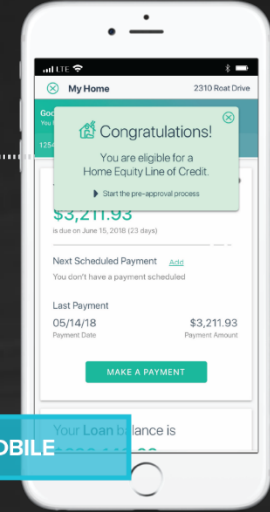 LTE
My Home
2310 Roat Drive
Congratulations!
You are eligible for a
Home Equity Line of Credit.
Start the pre-approval process
$3,211.93
is due on June 15, 2018 (23 days)
Next Scheduled Payment Add
You don't have a payment scheduled
Last Payment
05/14/18 $3,211.93
Payment Date Payment Amount
MAKE A PAYMENT
Your Loan balance is
OBILE